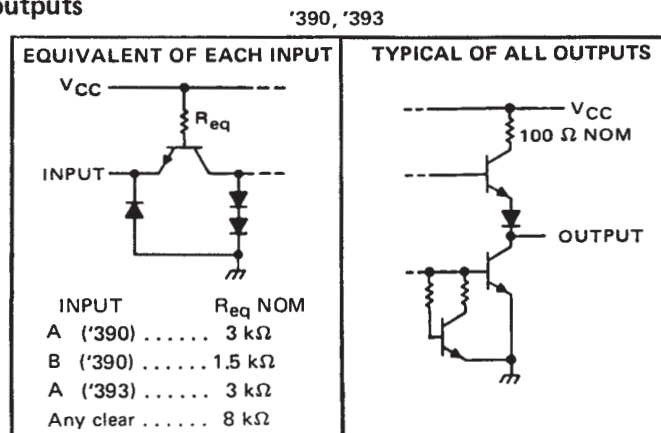 outputs
'390, '393
EQUIVALENT OF EACH INPUT
VCC
Req
INPUT
INPUT Req NOM
A ('390) ...... 3 kΩ
B ('390) ...... 1.5 kΩ
A ('393) ...... 3 kΩ
Any clear ...... 8 kΩ
TYPICAL OF ALL OUTPUTS
VCC
100 Ω NOM
OUTPUT